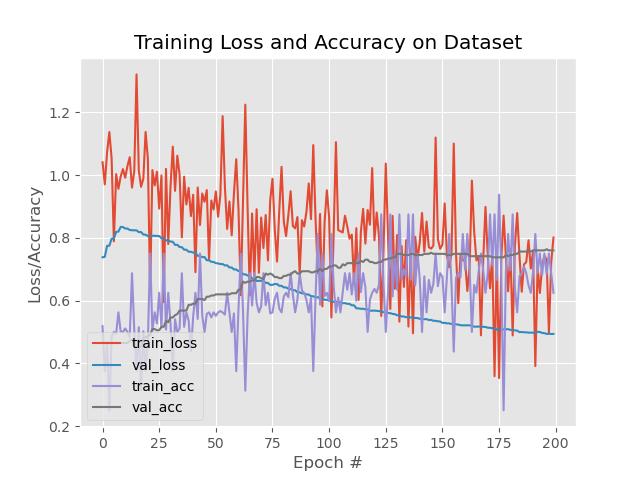 Training Loss and Accuracy on Dataset
Loss/Accuracy
1.2
1.0
0.8
0.6
0.4
0.2
train_loss
val_loss
train_acc
val_acc
0
25
50
75
100
125
150
175
200
Epoch #